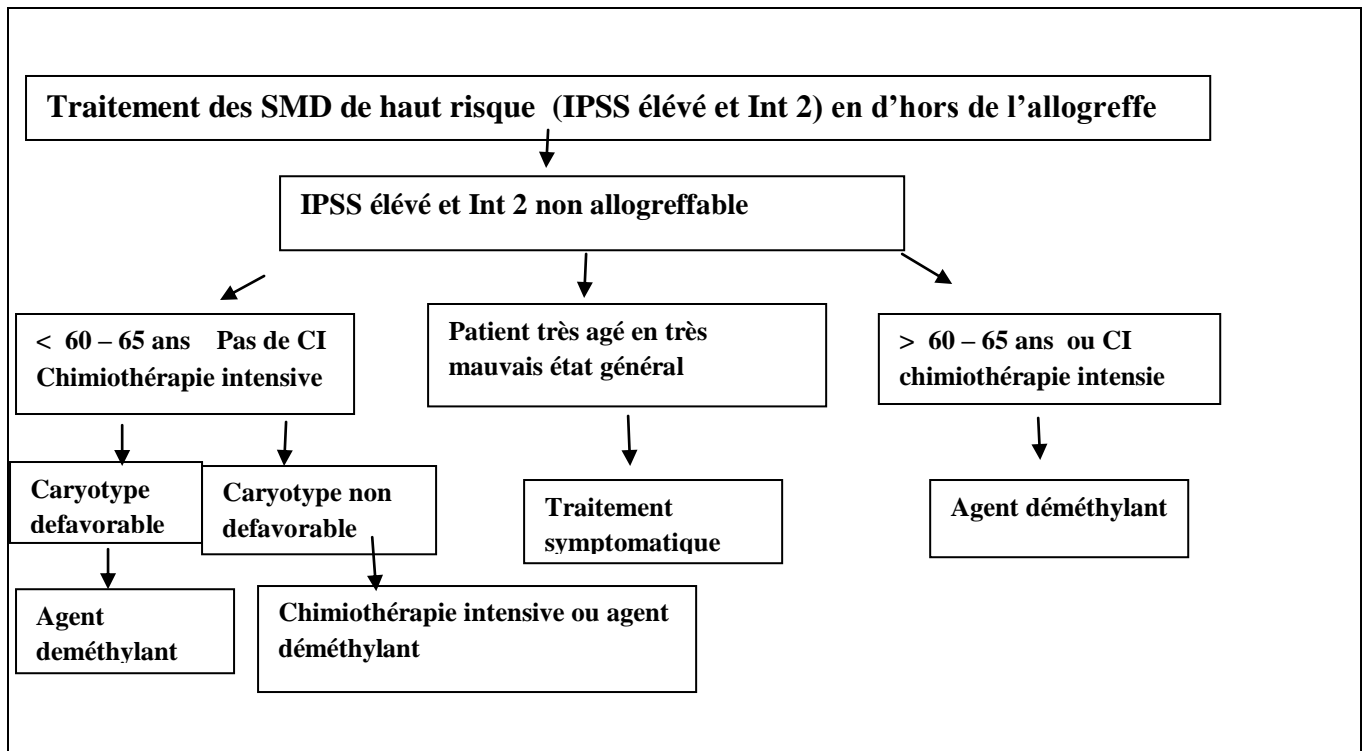 Traitement des SMD de haut risque (IPSS élévé et Int 2) en d’hors de l’allogreffe
IPSS élévé et Int 2 non allogreffable
< 60 – 65 ans Pas de CI
Chimiothérapie intensive
Patient très agé en très
mauvais état général
> 60 – 65 ans ou CI
chimiothérapie intensie
Caryotype
defavorable
Caryotype non
defavorable
Traitement
symptomatique
Agent déméthylant
Agent
deméthylant
Chimiothérapie intensive ou agent
déméthylant